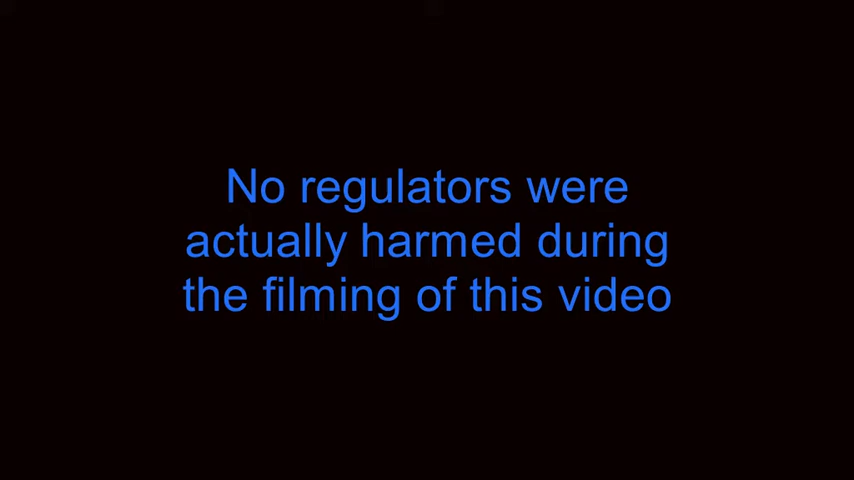 No regulators were
actually harmed during
the filming of this video